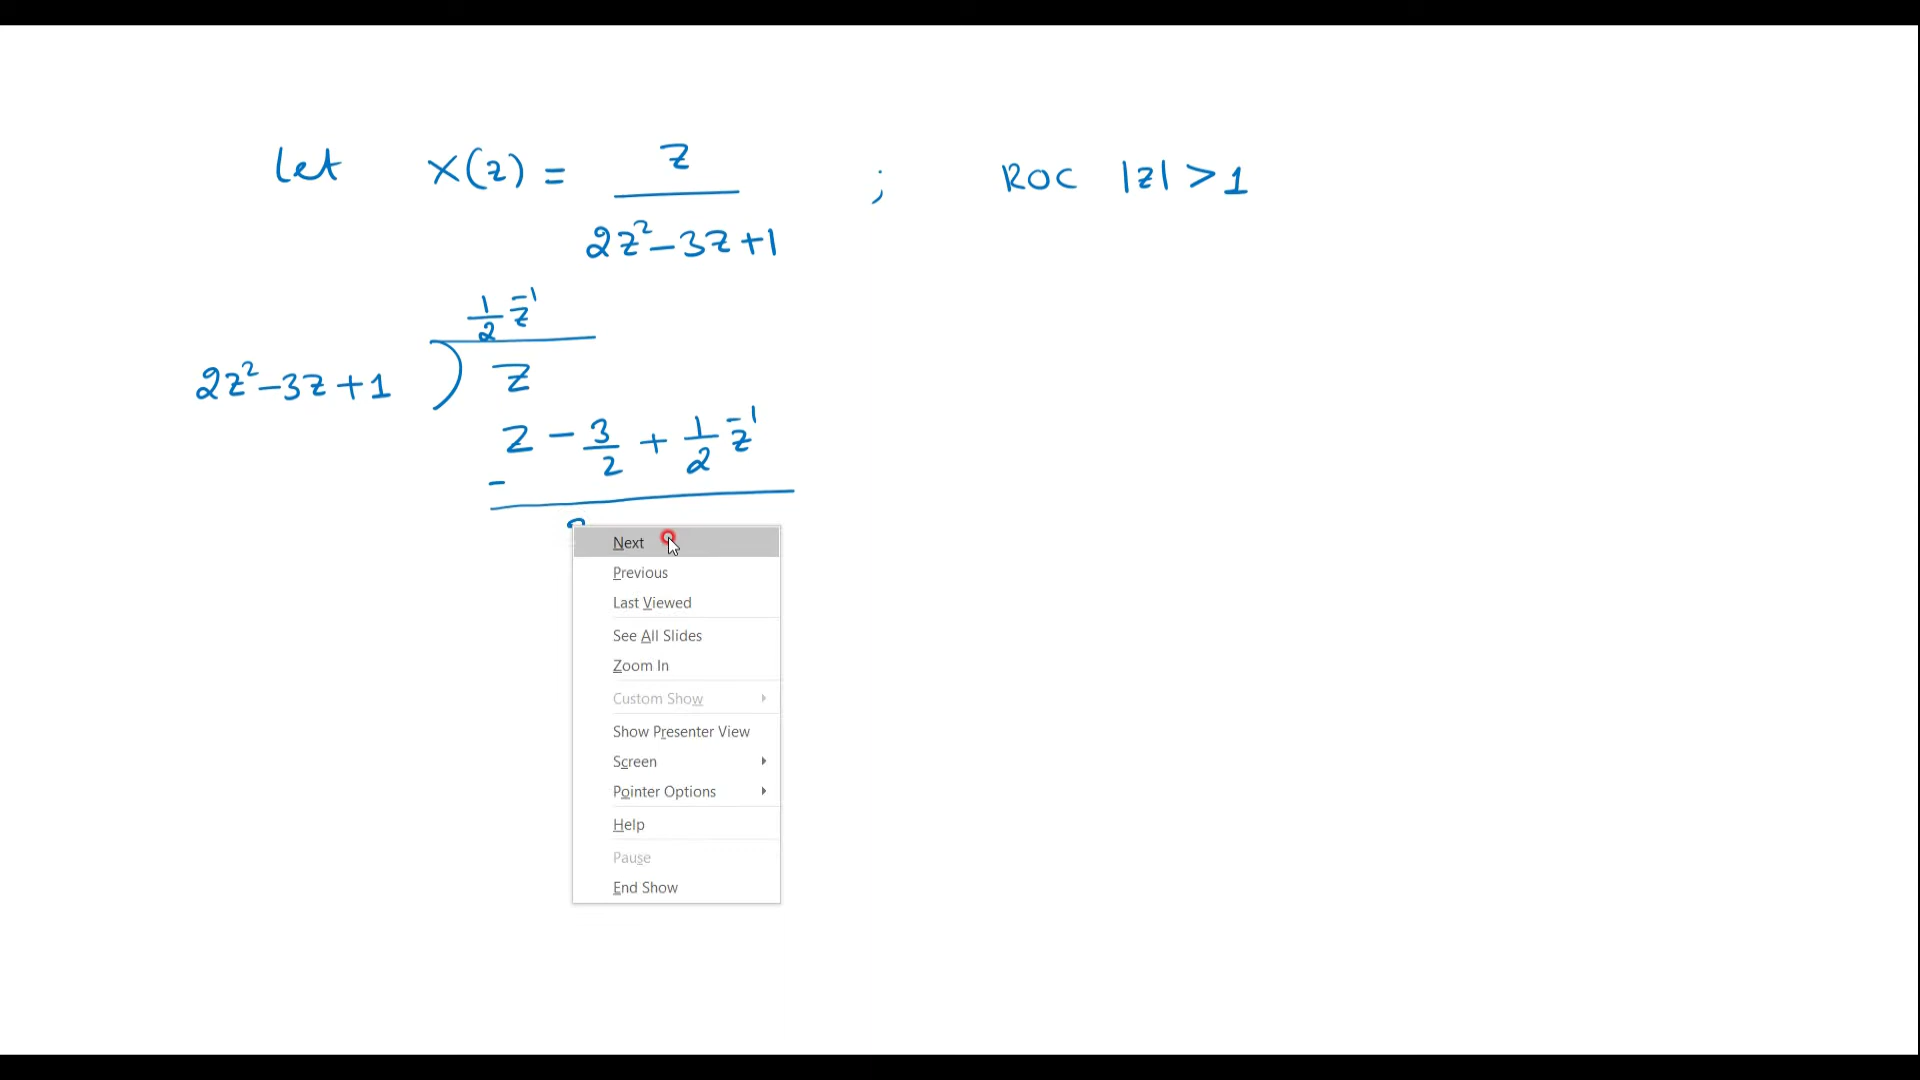 let X(z) = z / 2z²-3z+1 ; ROC |z| > 1
1/2 z⁻¹
2z²-3z+1 ) z
z - 3/2 + 1/2 z⁻¹
-
Next
Previous
Last Viewed
See All Slides
Zoom In
Custom Show
Show Presenter View
Screen
Pointer Options
Help
Pause
End Show